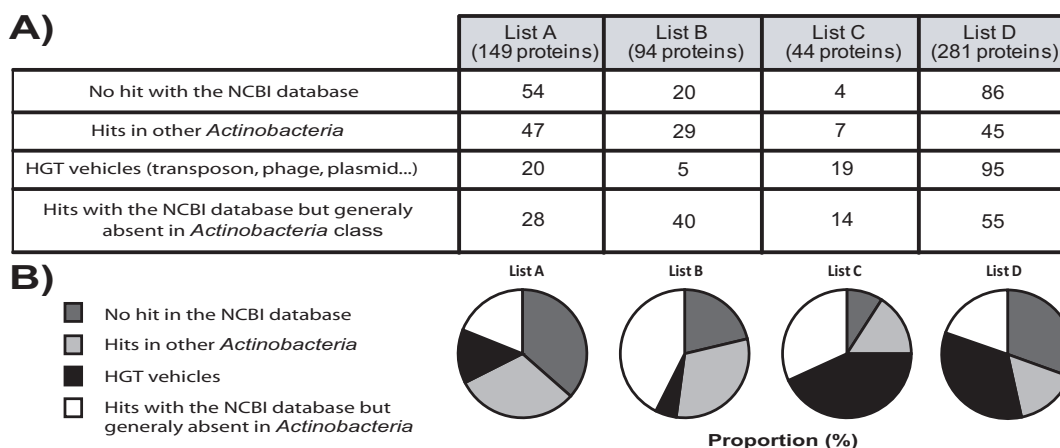 A)
List A List B List C List D
(149 proteins) (94 proteins) (44 proteins) (281 proteins)
No hit with the NCBI database 54 20 4 86
Hits in other Actinobacteria 47 29 7 45
HGT vehicles (transposon, phage, plasmid...) 20 5 19 95
Hits with the NCBI database but generaly
absent in Actinobacteria class 28 40 14 55
B)
List A List B List C List D
No hit in the NCBI database
Hits in other Actinobacteria
HGT vehicles
Hits with the NCBI database but
generaly absent in Actinobacteria
Proportion (%)